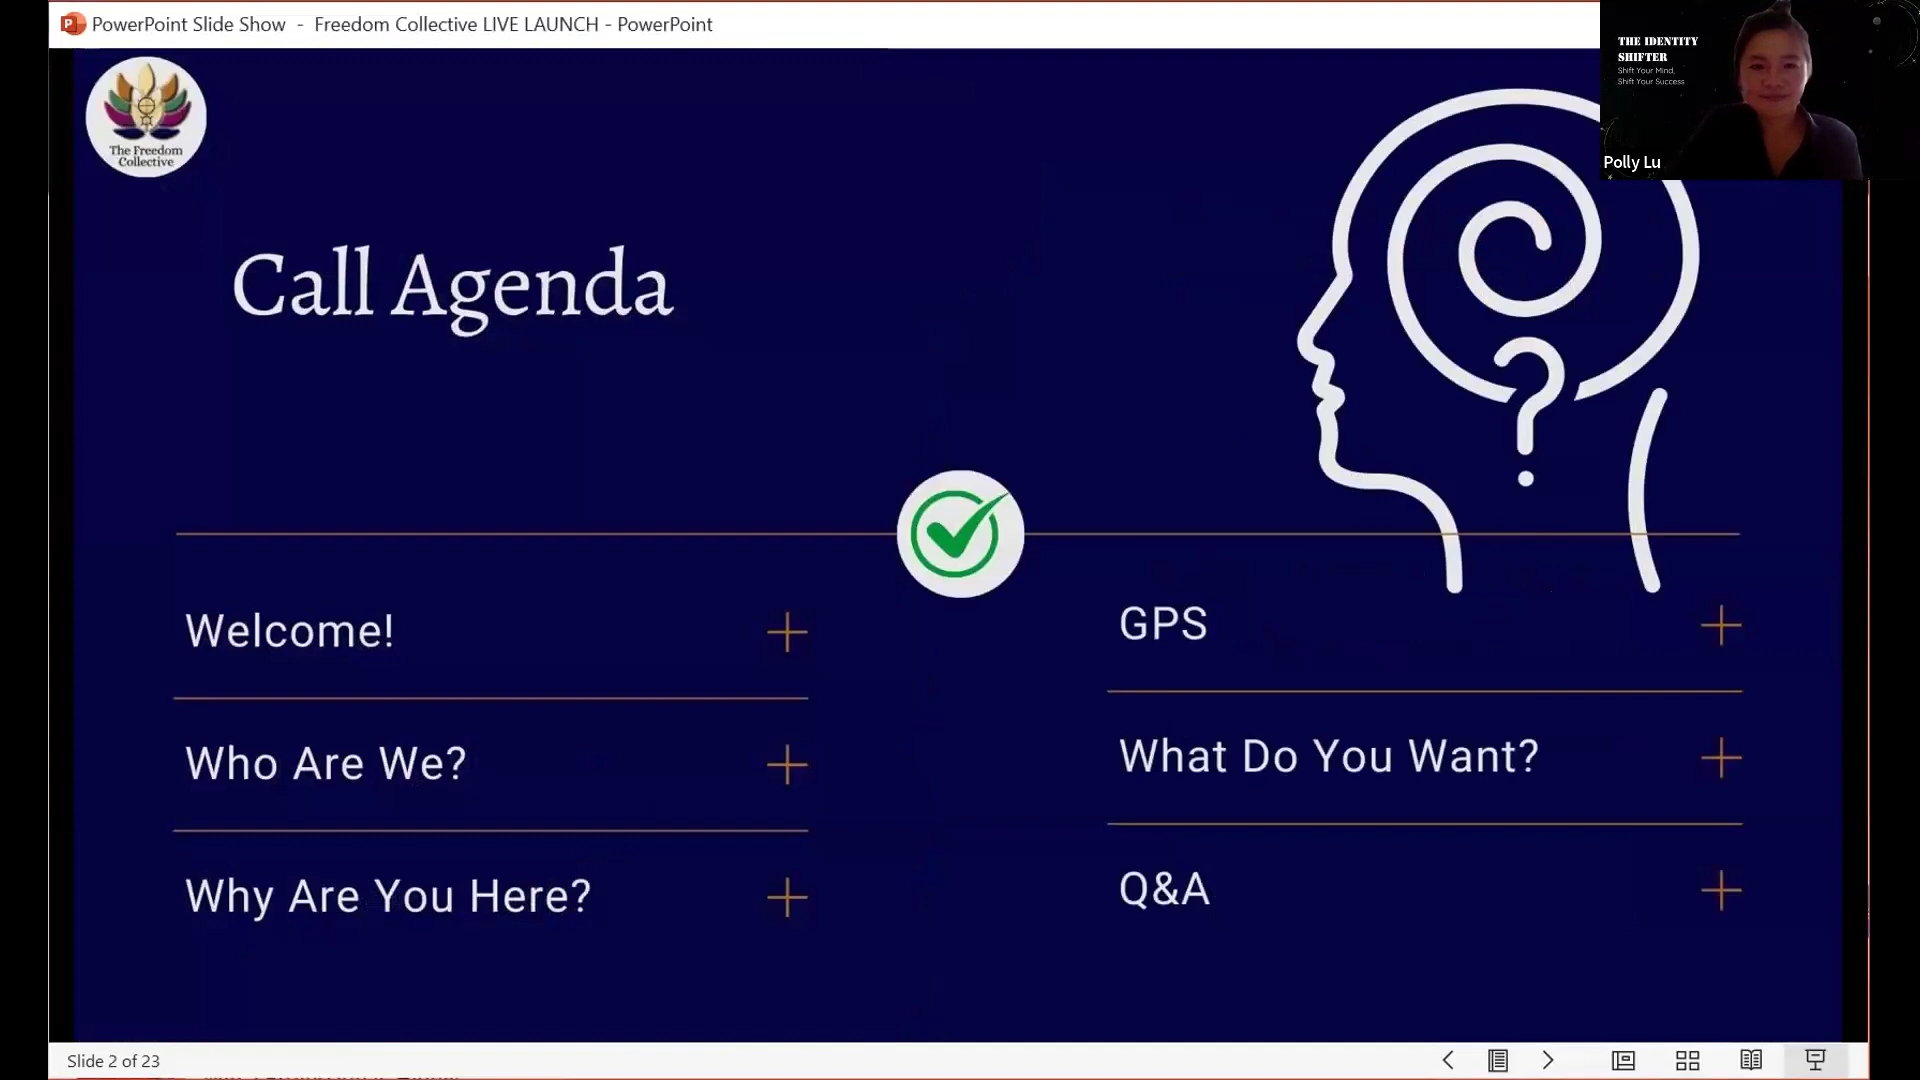 PowerPoint Slide Show - Freedom Collective LIVE LAUNCH - PowerPoint
THE IDENTITY
SHIFTER
Shift Your Mind,
Shift Your Success
Polly Lu
The Freedom
Collective
Call Agenda
Welcome!
Who Are We?
Why Are You Here?
GPS
What Do You Want?
Q&A
Slide 2 of 23